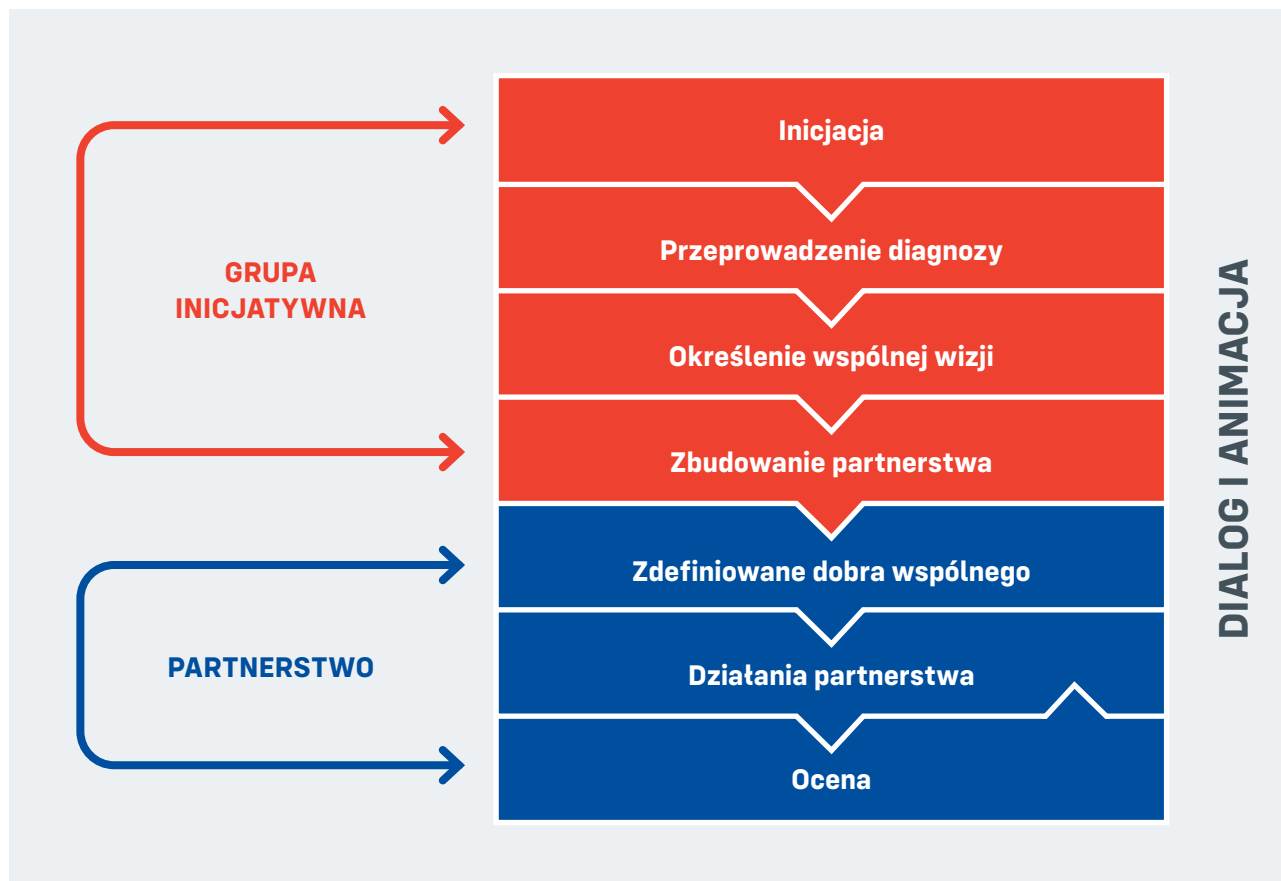 Inicjacja
Przeprowadzenie diagnozy
GRUPA
INICJATYWNA
Określenie wspólnej wizji
Zbudowanie partnerstwa
Zdefiniowane dobra wspólnego
PARTNERSTWO
Działania partnerstwa
Ocena
DIALOG I ANIMACJA